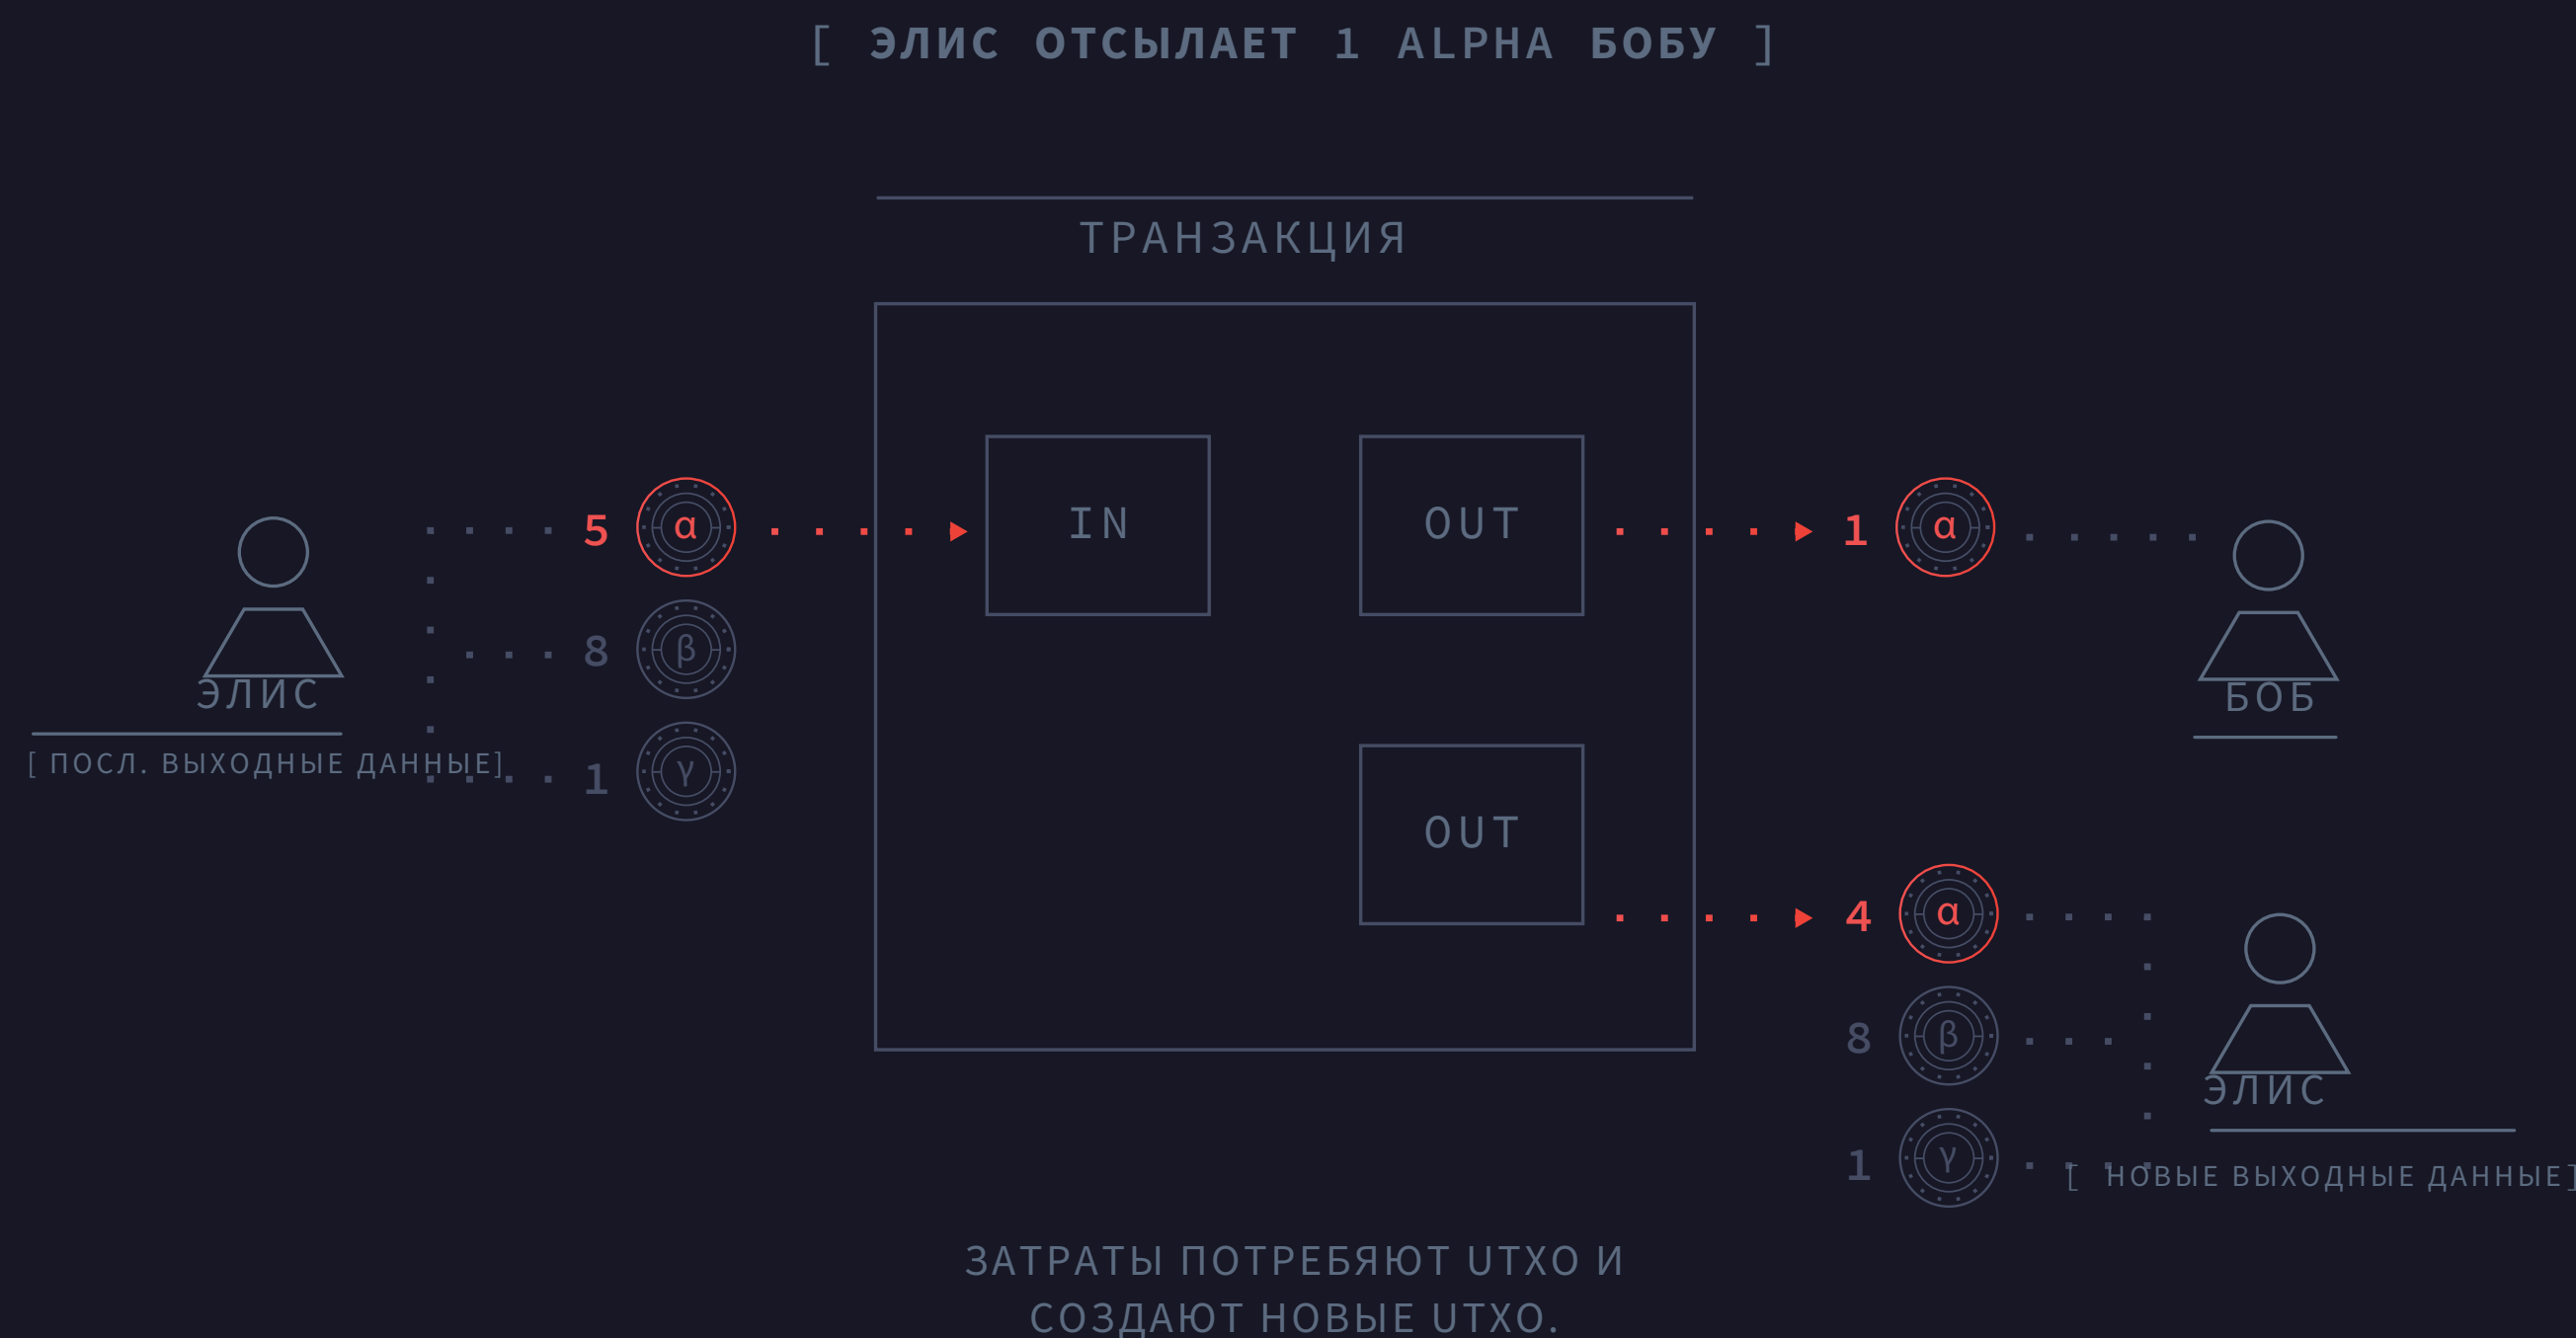 [ ЭЛИС ОТСЫЛАЕТ 1 ALPHA БОБУ ]
ТРАНЗАКЦИЯ
5 α
IN
OUT
1 α
8 β
ЭЛИС
БОБ
[ ПОСЛ. ВЫХОДНЫЕ ДАННЫЕ]
1 γ
OUT
4 α
8 β
ЭЛИС
1 γ
[ НОВЫЕ ВЫХОДНЫЕ ДАННЫЕ]
ЗАТРАТЫ ПОТРЕБЯЮТ UTXO И
СОЗДАЮТ НОВЫЕ UTXO.